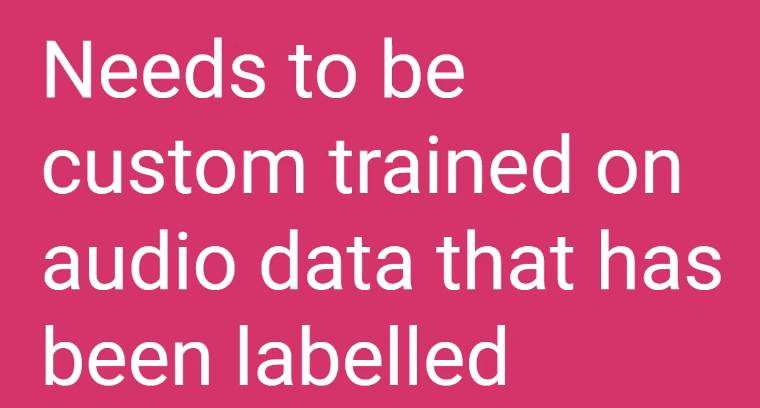 Needs to be
custom trained on
audio data that has
been labelled